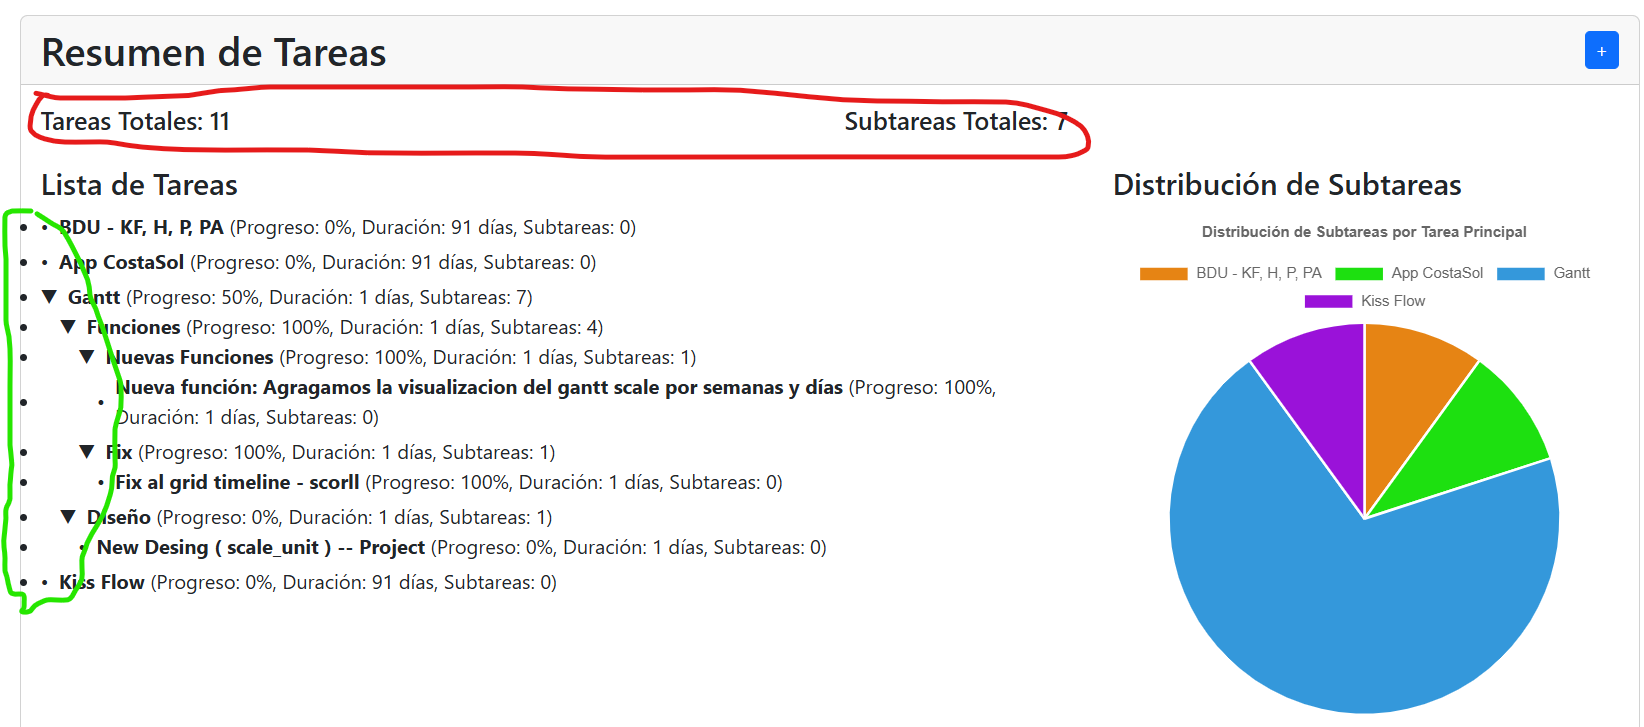 Resumen de Tareas
+
Tareas Totales: 11
Subtareas Totales: 7
Lista de Tareas
• BDU - KF, H, P, PA (Progreso: 0%, Duración: 91 días, Subtareas: 0)
• App CostaSol (Progreso: 0%, Duración: 91 días, Subtareas: 0)
▼ Gantt (Progreso: 50%, Duración: 1 días, Subtareas: 7)
▼ Funciones (Progreso: 100%, Duración: 1 días, Subtareas: 4)
▼ Nuevas Funciones (Progreso: 100%, Duración: 1 días, Subtareas: 1)
• Nueva función: Agragamos la visualizacion del gantt scale por semanas y días (Progreso: 100%,
Duración: 1 días, Subtareas: 0)
▼ Fix (Progreso: 100%, Duración: 1 días, Subtareas: 1)
• Fix al grid timeline - scorll (Progreso: 100%, Duración: 1 días, Subtareas: 0)
▼ Diseño (Progreso: 0%, Duración: 1 días, Subtareas: 1)
• New Desing ( scale_unit ) -- Project (Progreso: 0%, Duración: 1 días, Subtareas: 0)
• Kiss Flow (Progreso: 0%, Duración: 91 días, Subtareas: 0)
Distribución de Subtareas
Distribución de Subtareas por Tarea Principal
BDU - KF, H, P, PA
App CostaSol
Gantt
Kiss Flow